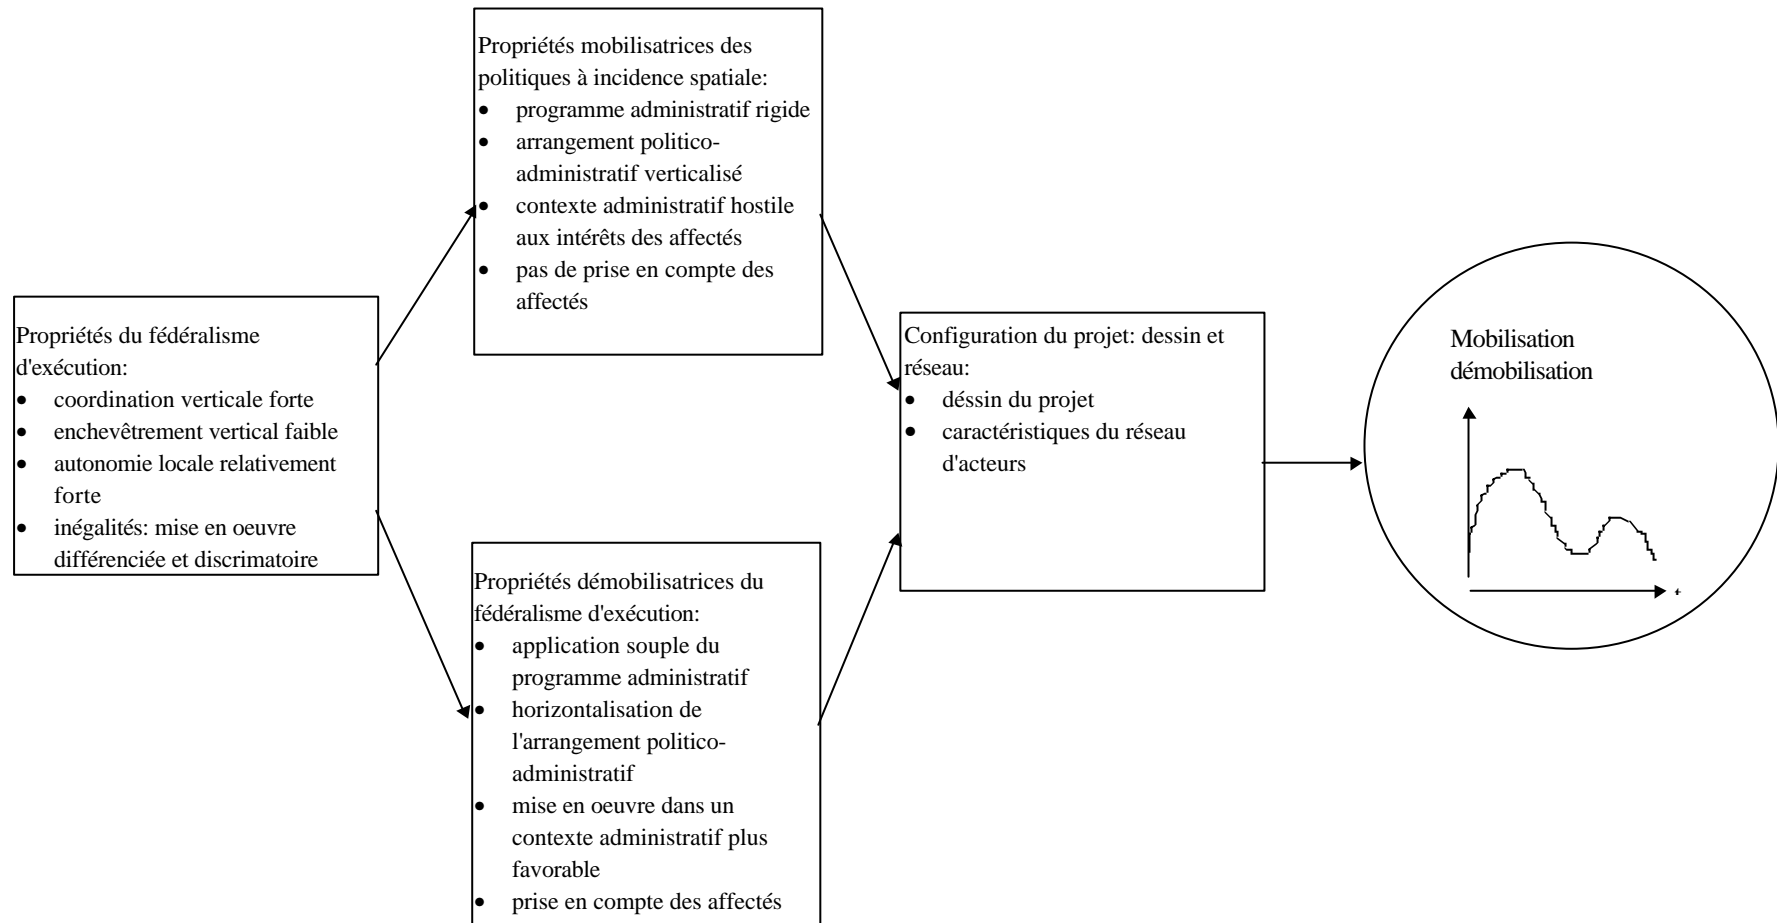 Propriétés mobilisatrices des
politiques à incidence spatiale:
• programme administratif rigide
• arrangement politico-
administratif verticalisé
• contexte administratif hostile
aux intérêts des affectés
• pas de prise en compte des
affectés
Propriétés du fédéralisme
d'exécution:
• coordination verticale forte
• enchevêtrement vertical faible
• autonomie locale relativement
forte
• inégalités: mise en oeuvre
différenciée et discrimatoire
Propriétés démobilisatrices du
fédéralisme d'exécution:
• application souple du
programme administratif
• horizontalisation de
l'arrangement politico-
administratif
• mise en oeuvre dans un
contexte administratif plus
favorable
• prise en compte des affectés
Configuration du projet: dessin et
réseau:
• déssin du projet
• caractéristiques du réseau
d'acteurs
Mobilisation
démobilisation
t